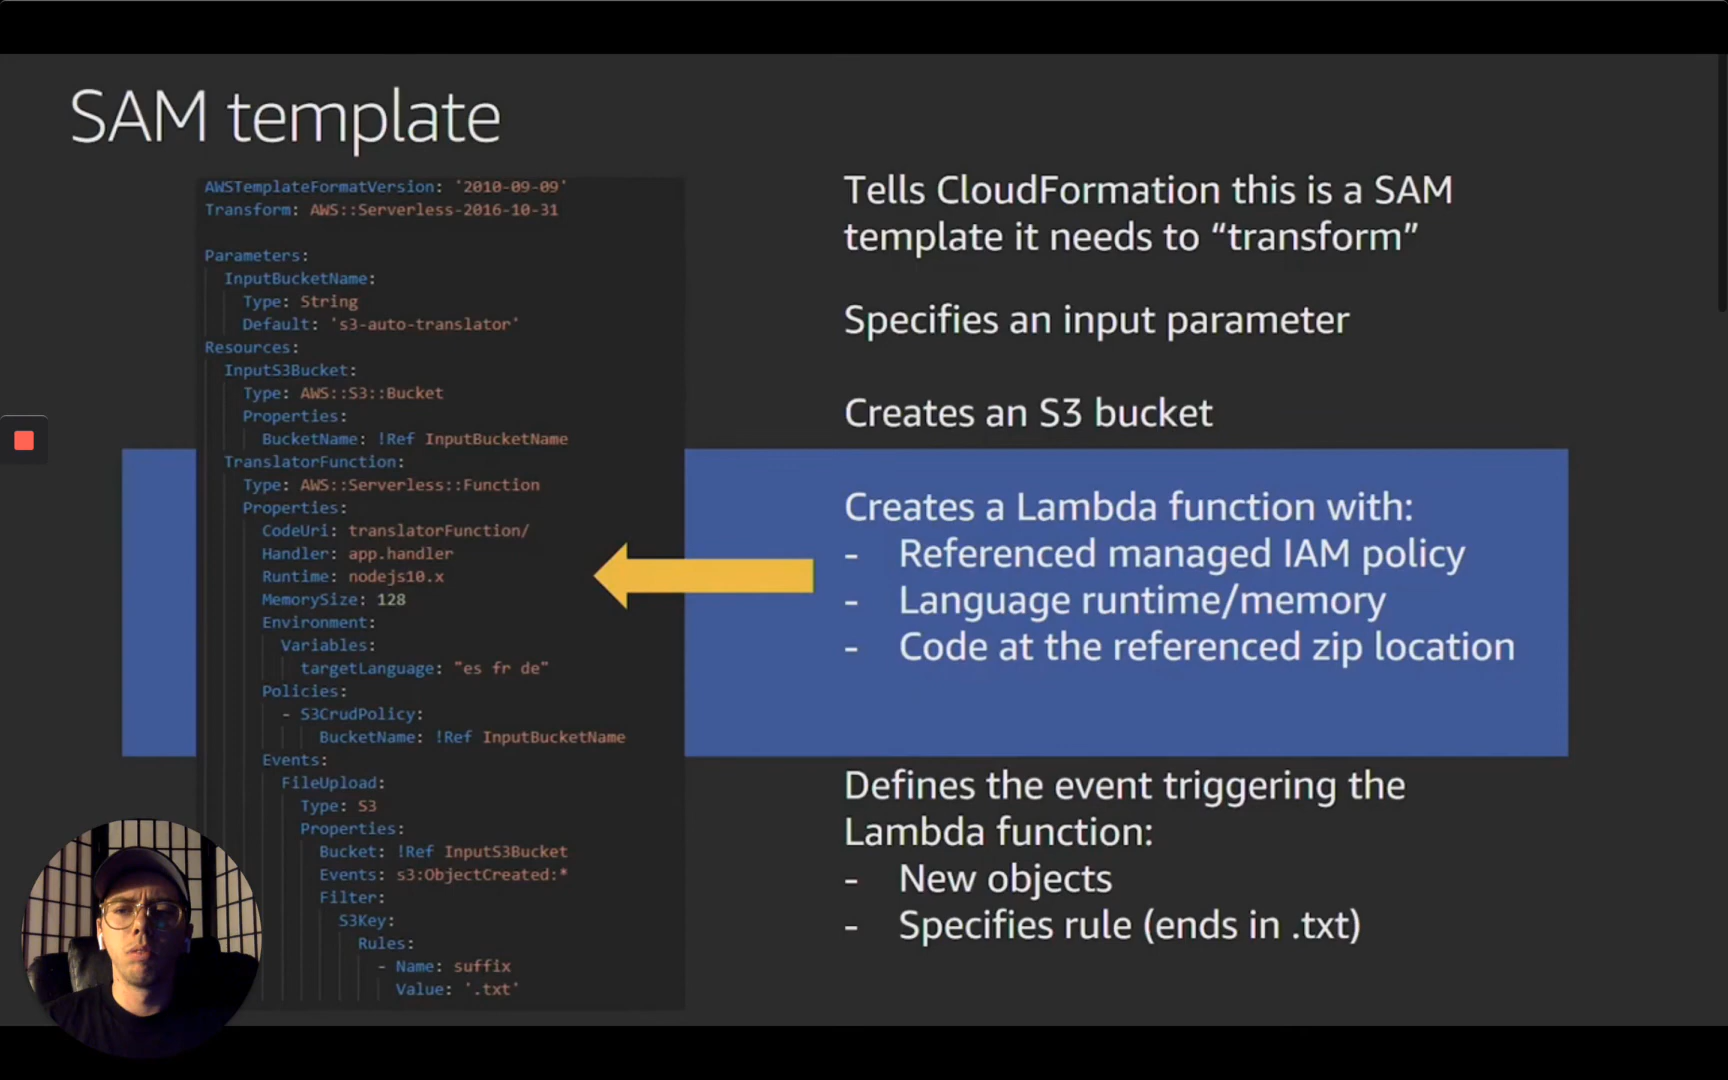 SAM template
AWSTemplateFormatVersion: '2010-09-09'
Transform: AWS::Serverless-2016-10-31
Parameters:
InputBucketName:
Type: String
Default: 's3-auto-translator'
Resources:
InputS3Bucket:
Type: AWS::S3::Bucket
Properties:
BucketName: !Ref InputBucketName
TranslatorFunction:
Type: AWS::Serverless::Function
Properties:
CodeUri: translatorFunction/
Handler: app.handler
Runtime: nodejs10.x
MemorySize: 128
Environment:
Variables:
targetLanguage: "es fr de"
Policies:
- S3CrudPolicy:
BucketName: !Ref InputBucketName
Events:
FileUpload:
Type: S3
Properties:
Bucket: !Ref InputS3Bucket
Events: s3:ObjectCreated:*
Filter:
S3Key:
Rules:
- Name: suffix
Value: '.txt'
Tells CloudFormation this is a SAM
template it needs to “transform”
Specifies an input parameter
Creates an S3 bucket
Creates a Lambda function with:
- Referenced managed IAM policy
- Language runtime/memory
- Code at the referenced zip location
Defines the event triggering the
Lambda function:
- New objects
- Specifies rule (ends in .txt)